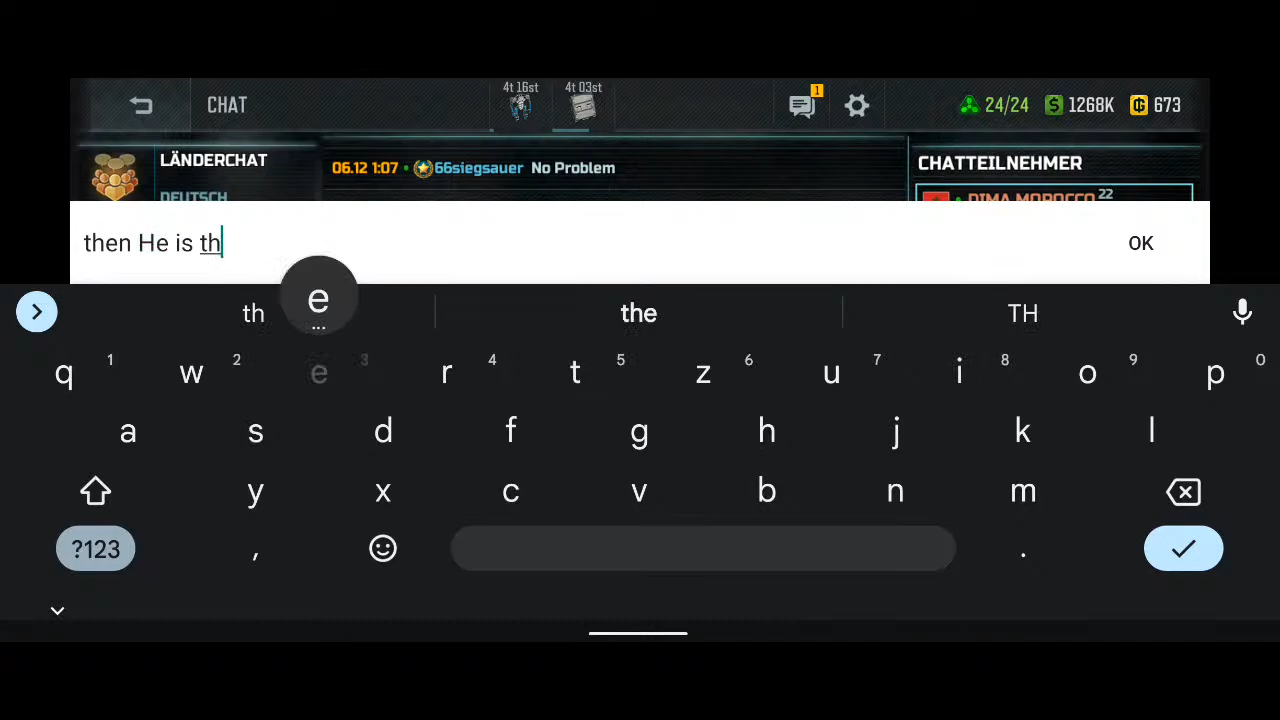 4t 16st 4t 03st 1
CHAT 24/24 1268K 673
LÄNDERCHAT 06.12 1:07 • 66siegsauer No Problem CHATTEILNEHMER
DEUTSCH DIMA MOROCCO 22
then He is th OK
th e the TH
q 1 w 2 e 3 r 4 t 5 z 6 u 7 i 8 o 9 p 0
a s d f g h j k l
y x c v b n m
?123 , .